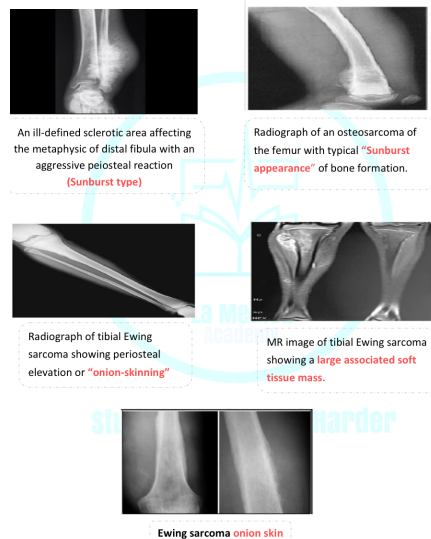 An ill-defined sclerotic area affecting
the metaphysic of distal fibula with an
aggressive peiosteal reaction
(Sunburst type)
Radiograph of an osteosarcoma of
the femur with typical “Sunburst
appearance” of bone formation.
Radiograph of tibial Ewing
sarcoma showing periosteal
elevation or “onion-skinning”
MR image of tibial Ewing sarcoma
showing a large associated soft
tissue mass.
Academy
Harder
Ewing sarcoma onion skin